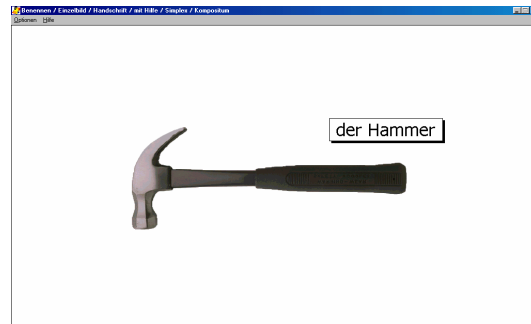 Benennen / Einzelbild / Handschrift / mit Hilfe / Simplex / Kompositum
Optionen Hilfe
der Hammer